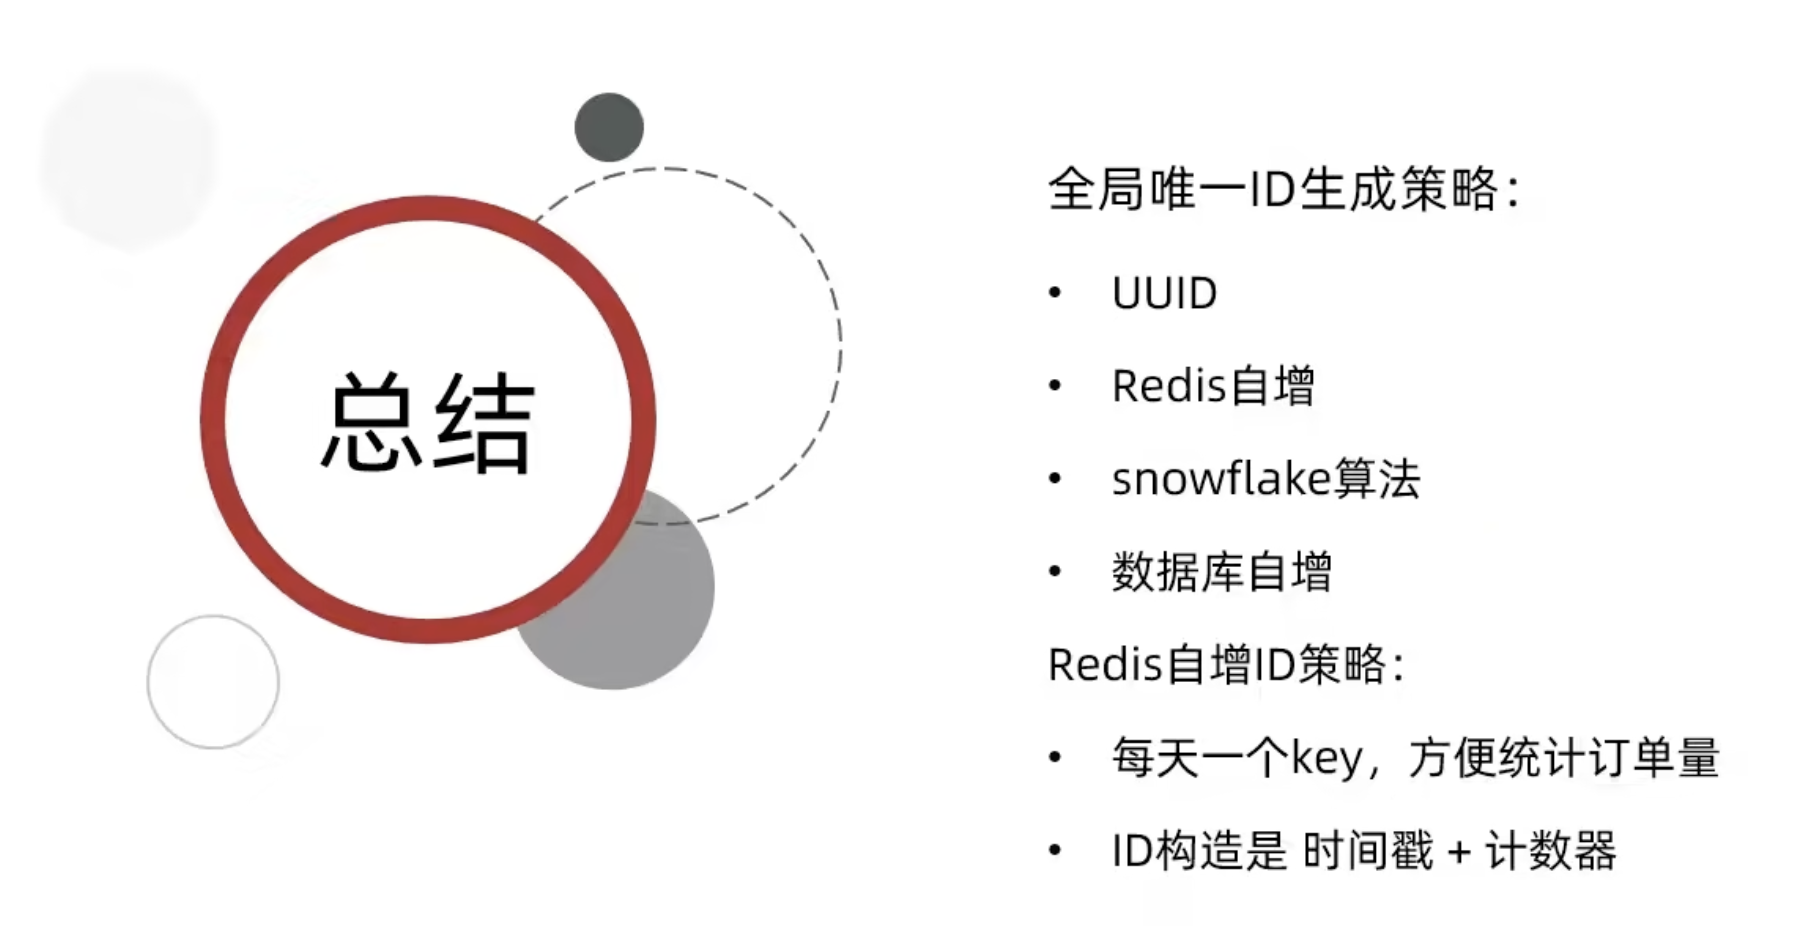 总结
全局唯一ID生成策略：
• UUID
• Redis自增
• snowflake算法
• 数据库自增
Redis自增ID策略：
• 每天一个key，方便统计订单量
• ID构造是 时间戳 + 计数器